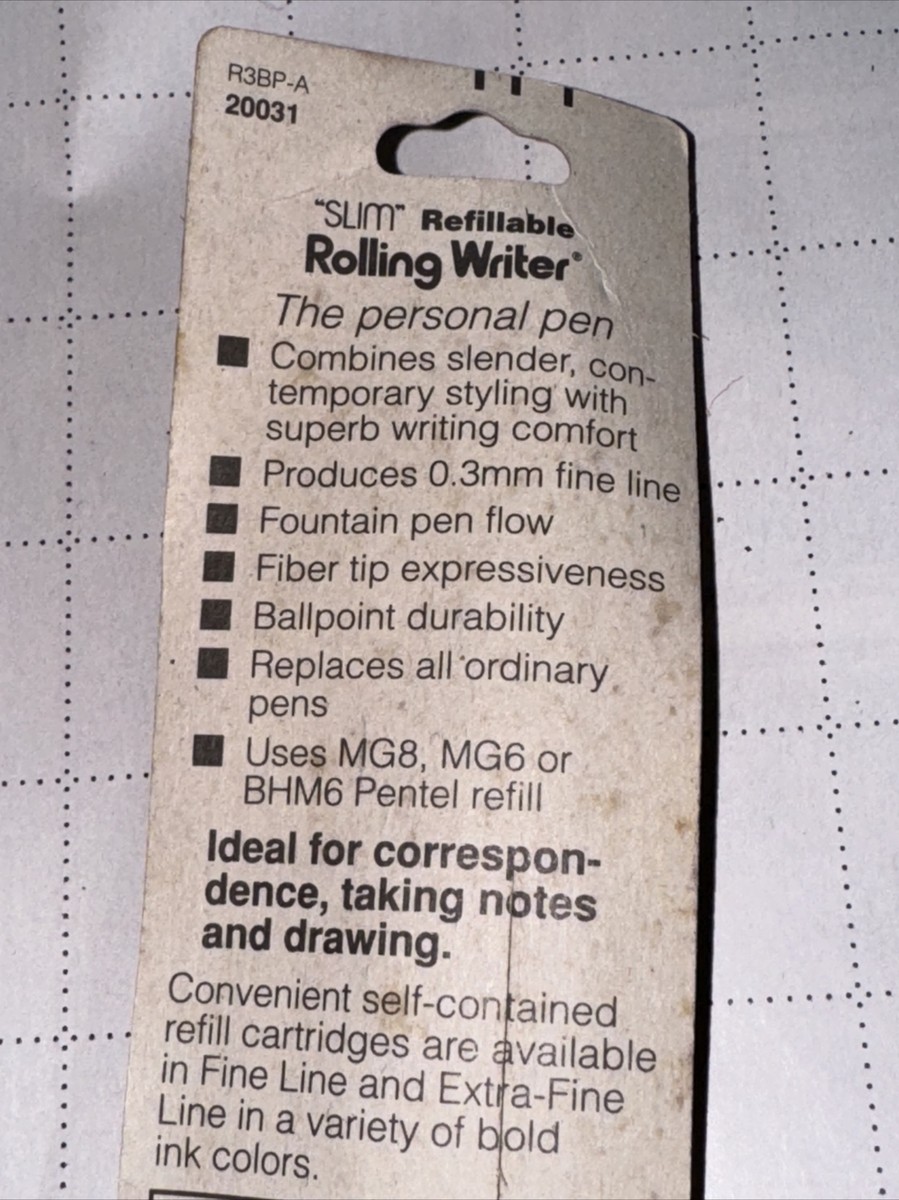 R3BP-A
20031
"SLIM" Refillable
Rolling Writer®
The personal pen
■ Combines slender, con-
temporary styling with
superb writing comfort
■ Produces 0.3mm fine line
■ Fountain pen flow
■ Fiber tip expressiveness
■ Ballpoint durability
■ Replaces all ordinary
pens
■ Uses MG8, MG6 or
BHM6 Pentel refill
Ideal for correspon-
dence, taking notes
and drawing.
Convenient self-contained
refill cartridges are available
in Fine Line and Extra-Fine
Line in a variety of bold
ink colors.